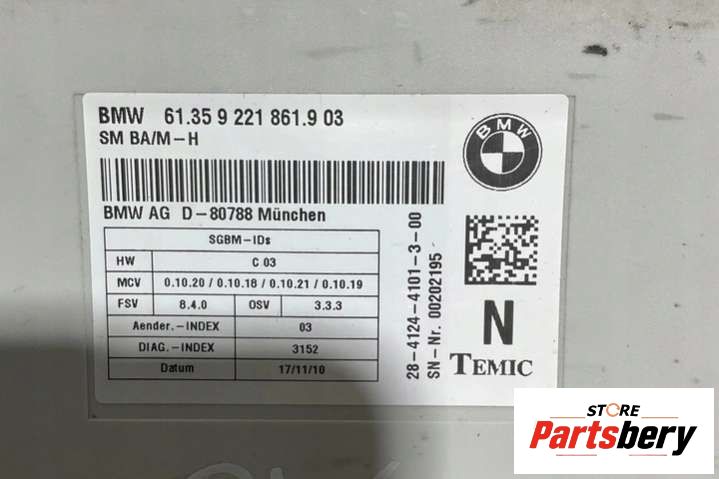 BMW 61.35 9 221 861.9 03
SM BA/M-H
BMW
BMW AG D-80788 München
SGBM-IDs
HW C 03
MCV 0.10.20 / 0.10.18 / 0.10.21 / 0.10.19
FSV 8.4.0 OSV 3.3.3
Aender.-INDEX 03
DIAG.-INDEX 3152
Datum 17/11/10
28-4124-4101-3-00
SN-Nr. 00202195
N
TEMIC
STORE
Partsbery